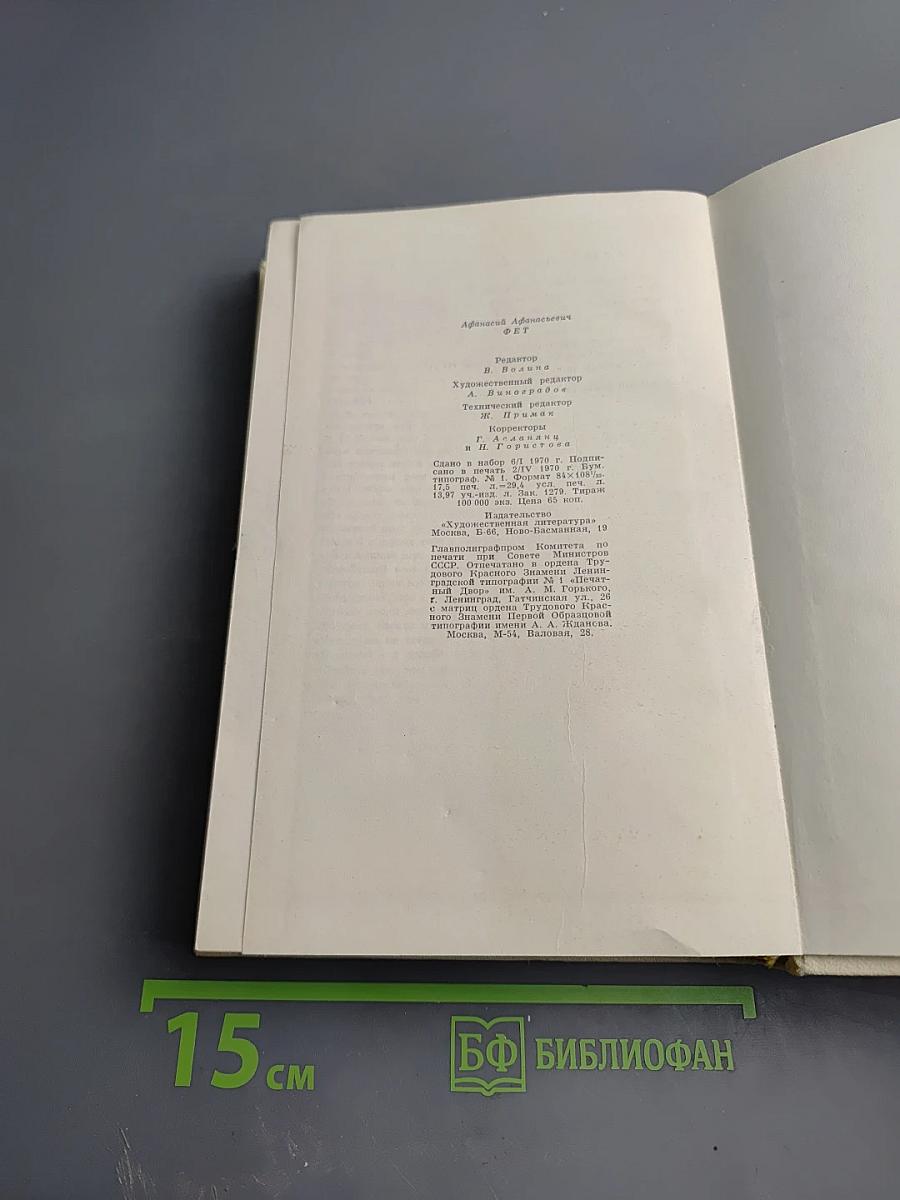 Афанасий Афанасьевич
ФЕТ
Редактор
В. Волина
Художественный редактор
А. Виноградов
Технический редактор
Ж. Примак
Корректоры
Г. Асланянц
и Н. Гористова
Сдано в набор 6/I 1970 г. Подпи-
сано в печать 2/IV 1970 г. Бум.
типограф. № 1. Формат 84×108¹/₃₂.
17,5 печ. л.=29,4 усл. печ. л.
13,97 уч.-изд. л. Зак. 1279. Тираж
100 000 экз. Цена 65 коп.
Издательство
«Художественная литература»
Москва, Б-66, Ново-Басманная, 19
Главполиграфпром Комитета по
печати при Совете Министров
СССР. Отпечатано в ордена Тру-
дового Красного Знамени Ленин-
градской типографии № 1 «Печат-
ный Двор» им. А. М. Горького,
г. Ленинград, Гатчинская ул., 26
с матриц ордена Трудового Крас-
ного Знамени Первой Образцовой
типографии имени А. А. Жданова.
Москва, М-54, Валовая, 28.
15 см
БФ БИБЛИОФАН